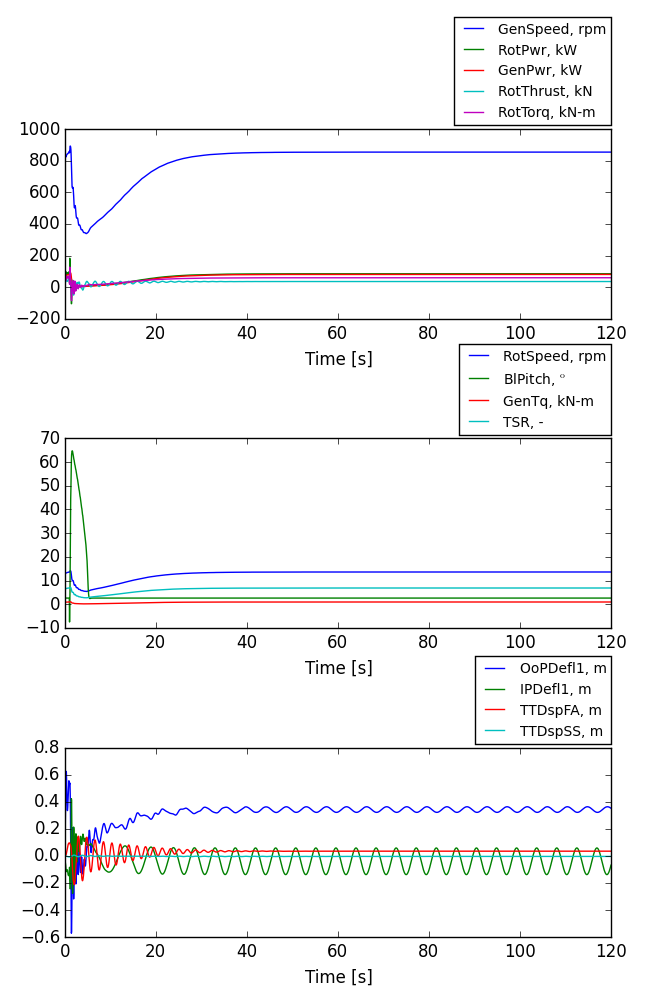 GenSpeed, rpm
RotPwr, kW
GenPwr, kW
RotThrust, kN
RotTorq, kN-m
1000
800
600
400
200
0
−200
0 20 40 60 80 100 120
Time [s]
RotSpeed, rpm
BlPitch, °
GenTq, kN-m
TSR, -
70
60
50
40
30
20
10
0
−10
0 20 40 60 80 100 120
Time [s]
OoPDefl1, m
IPDefl1, m
TTDspFA, m
TTDspSS, m
0.8
0.6
0.4
0.2
0.0
−0.2
−0.4
−0.6
0 20 40 60 80 100 120
Time [s]